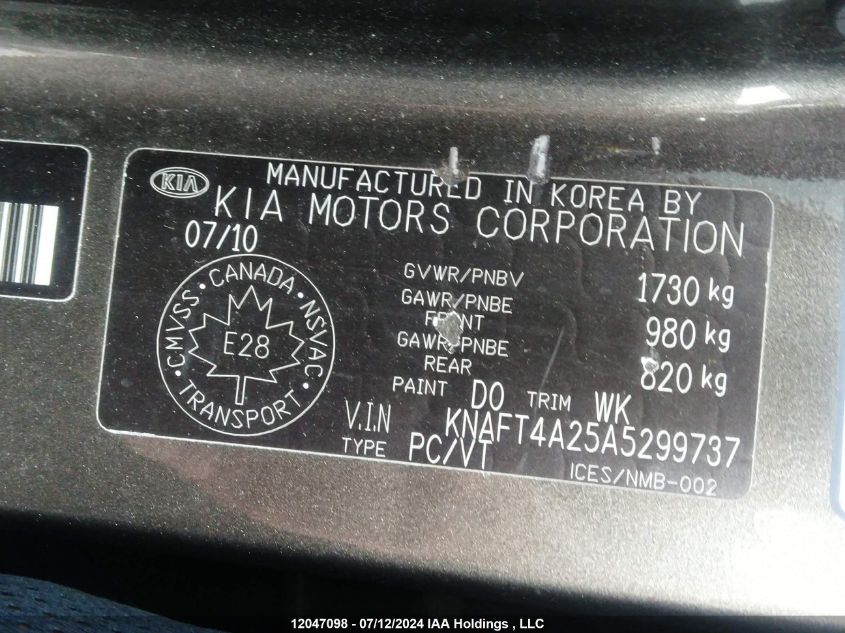 KIA
MANUFACTURED IN KOREA BY
KIA MOTORS CORPORATION
07/10
GVWR/PNBV 1730 kg
GAWR/PNBE FRONT 980 kg
GAWR/PNBE REAR 820 kg
PAINT DO TRIM WK
V.I.N KNAFT4A25A5299737
TYPE PC/VT
ICES/NMB-002
CMVSS · CANADA · NSVAC · TRANSPORT ·
E28
12047098 - 07/12/2024 IAA Holdings , LLC